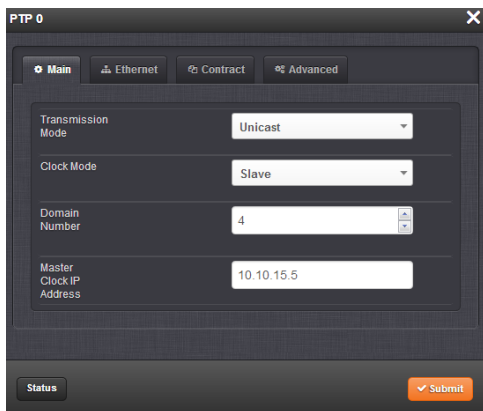 PTP 0
Main Ethernet Contract Advanced
Transmission
Mode
Unicast
Clock Mode
Slave
Domain
Number
4
Master
Clock IP
Address
10.10.15.5
Status
Submit